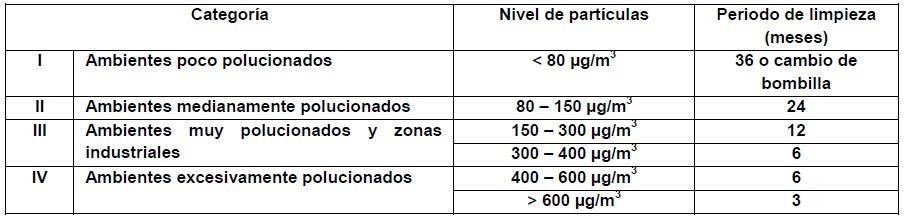 Categoría Nivel de partículas Periodo de limpieza
(meses)
I Ambientes poco polucionados < 80 µg/m³ 36 o cambio de
bombilla
II Ambientes medianamente polucionados 80 – 150 µg/m³ 24
III Ambientes muy polucionados y zonas 150 – 300 µg/m³ 12
industriales 300 – 400 µg/m³ 6
IV Ambientes excesivamente polucionados 400 – 600 µg/m³ 6
> 600 µg/m³ 3